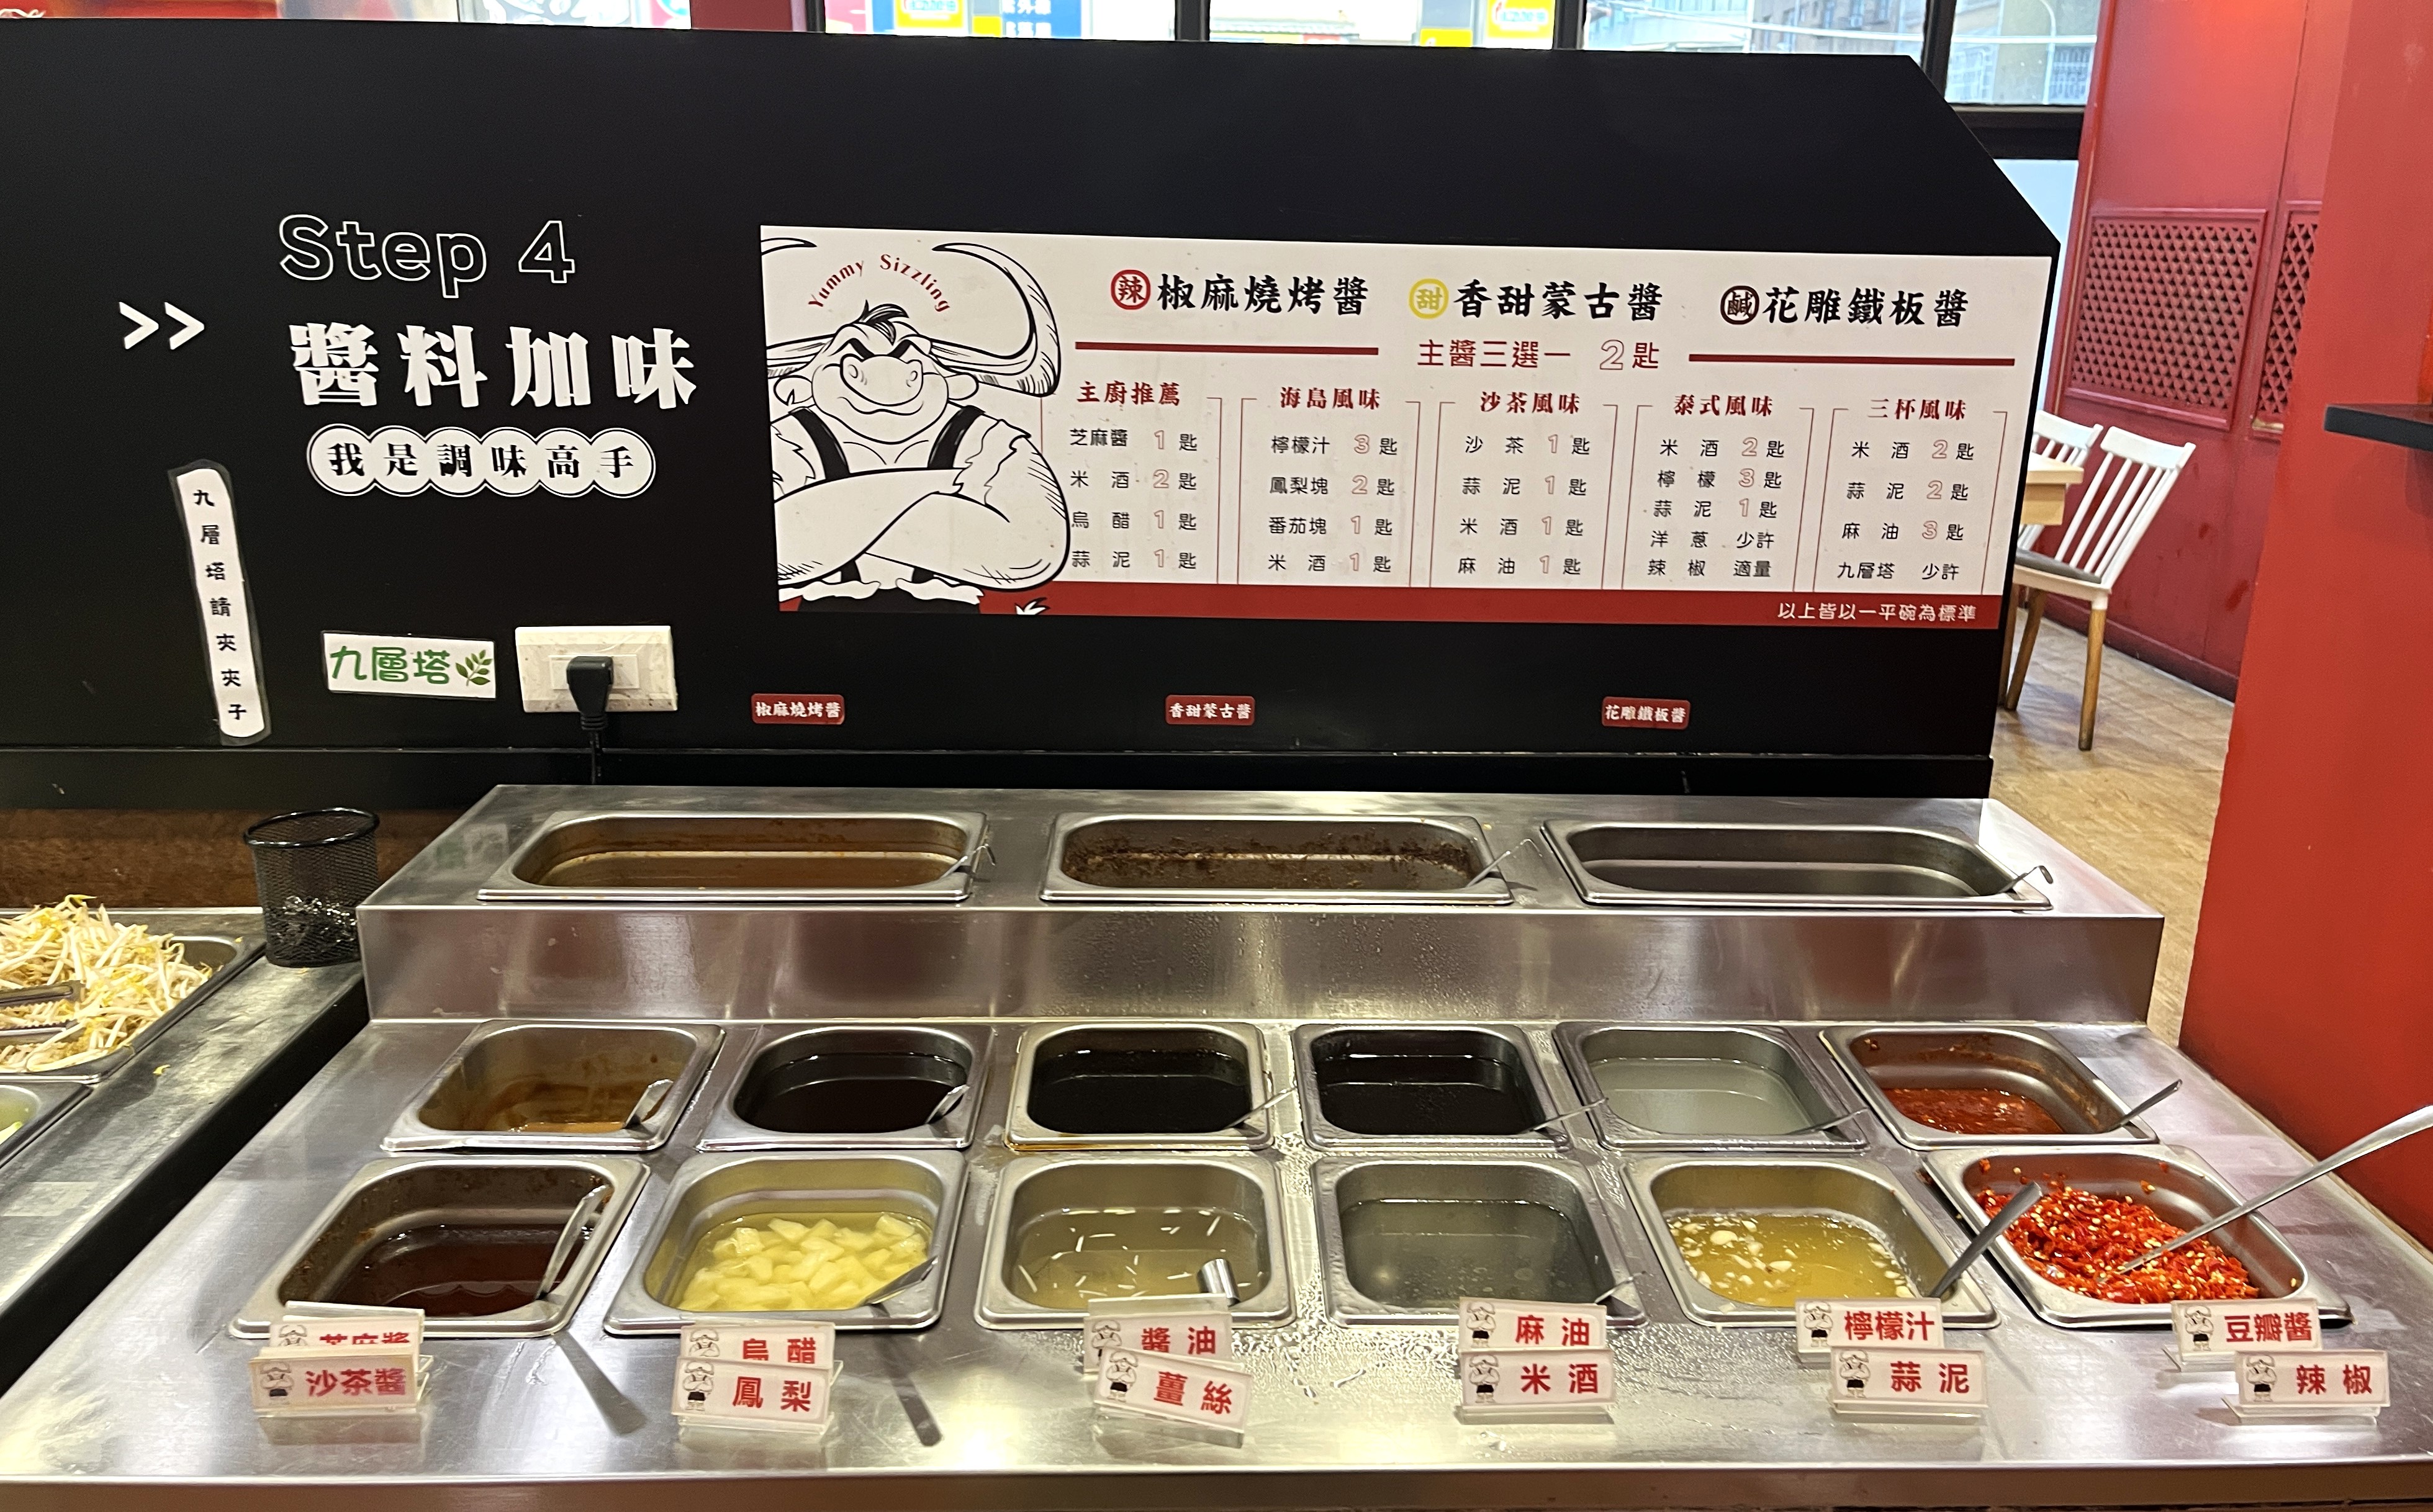 Step 4
>>
醬料加味
我是調味高手
九層塔請夾夾子
九層塔
Yummy Sizzling
辣 椒麻燒烤醬
甜 香甜蒙古醬
鹹 花雕鐵板醬
主醬三選一 2匙
主廚推薦
芝麻醬 1 匙
米酒 2 匙
烏醋 1 匙
蒜泥 1 匙
海島風味
檸檬汁 3 匙
鳳梨塊 2 匙
番茄塊 1 匙
米酒 1 匙
沙茶風味
沙茶 1 匙
蒜泥 1 匙
米酒 1 匙
麻油 1 匙
泰式風味
米酒 2 匙
檸檬 3 匙
蒜泥 1 匙
洋蔥 少許
辣椒 適量
三杯風味
米酒 2 匙
蒜泥 2 匙
麻油 3 匙
九層塔 少許
以上皆以一平碗為標準
椒麻燒烤醬
香甜蒙古醬
花雕鐵板醬
芝麻醬
烏醋
醬油
麻油
檸檬汁
豆瓣醬
沙茶醬
鳳梨
薑絲
米酒
蒜泥
辣椒